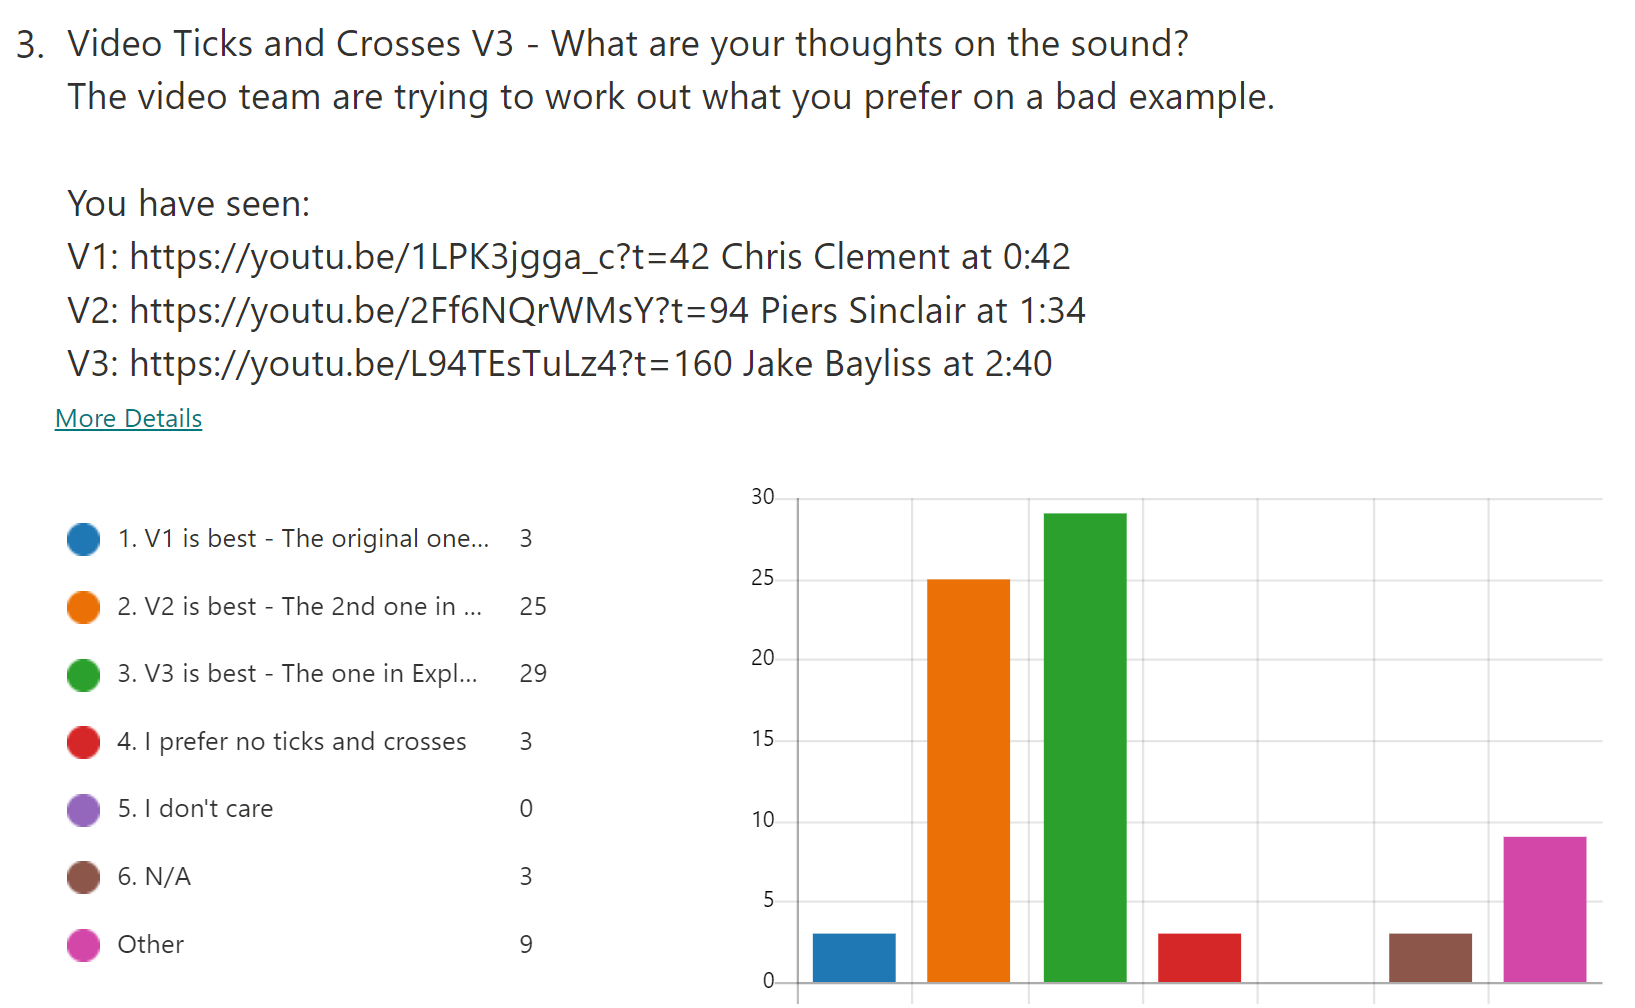 3. Video Ticks and Crosses V3 - What are your thoughts on the sound?
The video team are trying to work out what you prefer on a bad example.
You have seen:
V1: https://youtu.be/1LPK3jgga_c?t=42 Chris Clement at 0:42
V2: https://youtu.be/2Ff6NQrWMsY?t=94 Piers Sinclair at 1:34
V3: https://youtu.be/L94TEsTuLz4?t=160 Jake Bayliss at 2:40
More Details
1. V1 is best - The original one... 3
2. V2 is best - The 2nd one in ... 25
3. V3 is best - The one in Expl... 29
4. I prefer no ticks and crosses 3
5. I don't care 0
6. N/A 3
Other 9
30
25
20
15
10
5
0